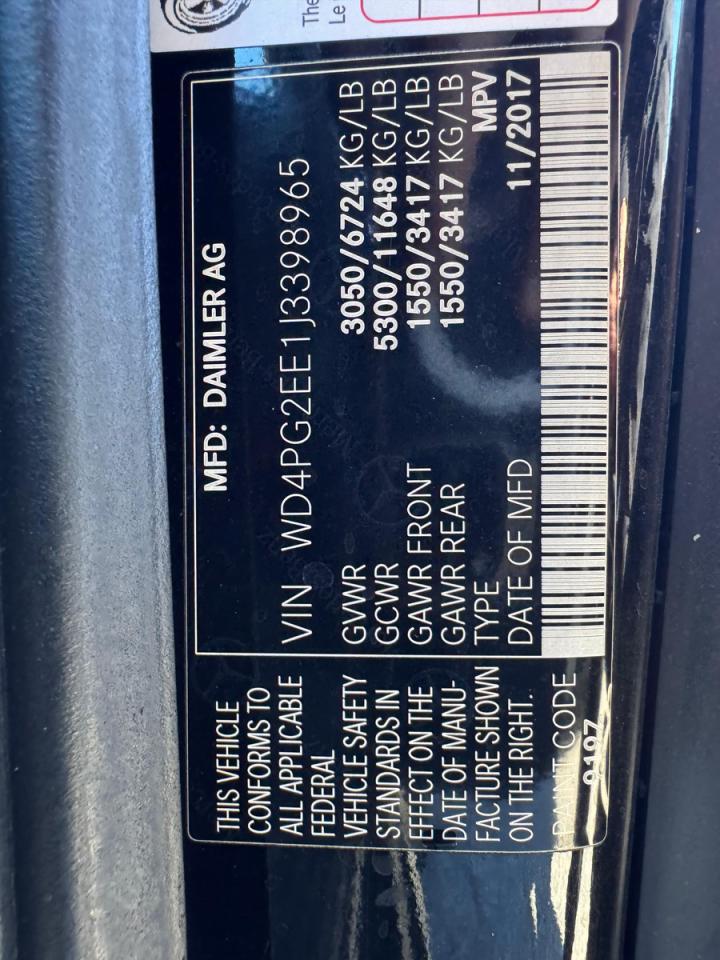 The
Le
MFD: DAIMLER AG
VIN WD4PG2EE1J3398965
GVWR 3050/6724 KG/LB
GCWR 5300/11648 KG/LB
GAWR FRONT 1550/3417 KG/LB
GAWR REAR 1550/3417 KG/LB
TYPE MPV
DATE OF MFD 11/2017
THIS VEHICLE
CONFORMS TO
ALL APPLICABLE
FEDERAL
VEHICLE SAFETY
STANDARDS IN
EFFECT ON THE
DATE OF MANU-
FACTURE SHOWN
ON THE RIGHT.
PAINT CODE
9197